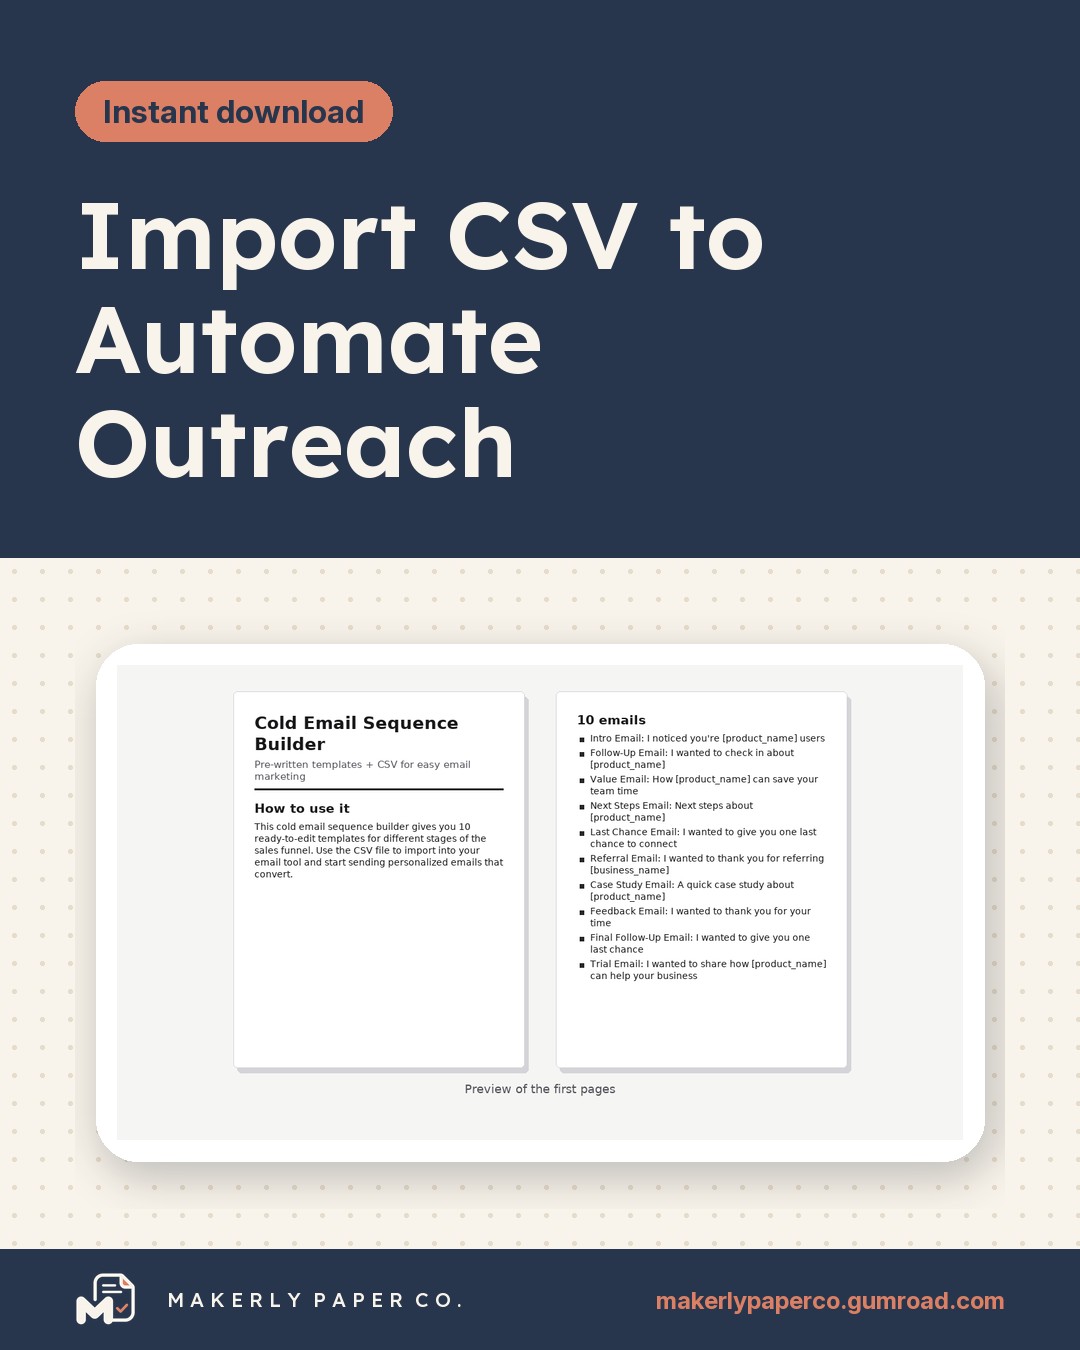 Instant download
Import CSV to
Automate
Outreach
Cold Email Sequence
Builder
Pre-written templates + CSV for easy email
marketing
How to use it
This cold email sequence builder gives you 10
ready-to-edit templates for different stages of the
sales funnel. Use the CSV file to import into your
email tool and start sending personalized emails that
convert.
10 emails
▪ Intro Email: I noticed you're [product_name] users
▪ Follow-Up Email: I wanted to check in about
[product_name]
▪ Value Email: How [product_name] can save your
team time
▪ Next Steps Email: Next steps about
[product_name]
▪ Last Chance Email: I wanted to give you one last
chance to connect
▪ Referral Email: I wanted to thank you for referring
[business_name]
▪ Case Study Email: A quick case study about
[product_name]
▪ Feedback Email: I wanted to thank you for your
time
▪ Final Follow-Up Email: I wanted to give you one
last chance
▪ Trial Email: I wanted to share how [product_name]
can help your business
Preview of the first pages
MAKERLY PAPER CO.
makerlypaperco.gumroad.com